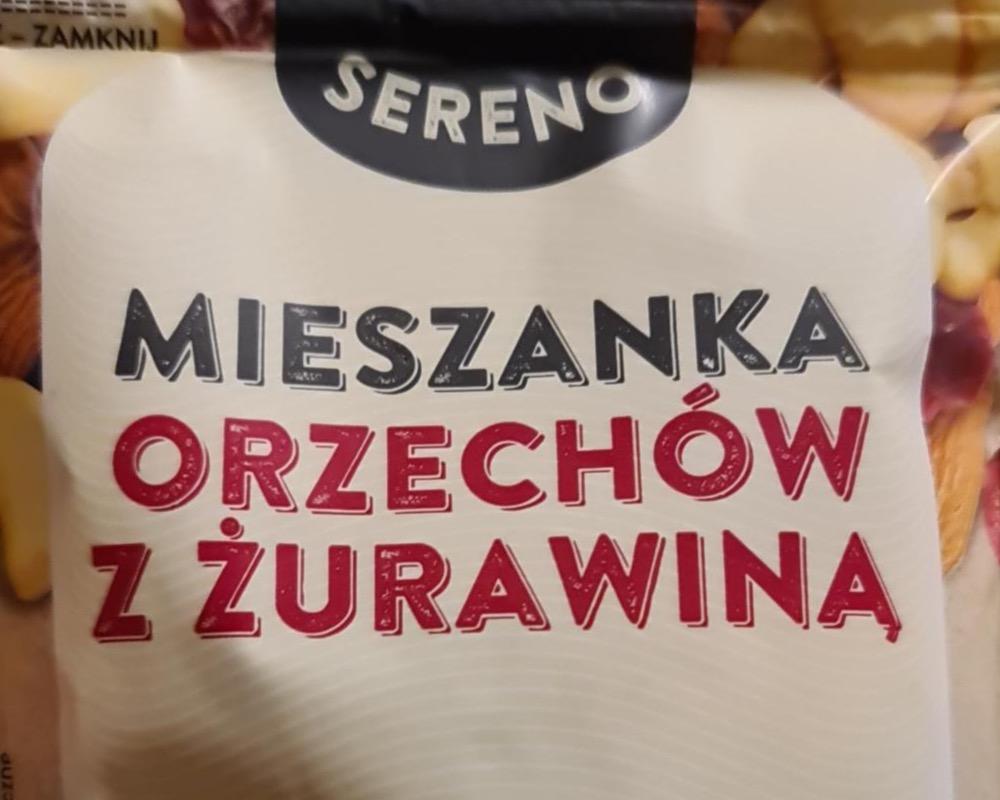 – ZAMKNIJ
SERENO
MIESZANKA
ORZECHÓW
Z ŻURAWINĄ